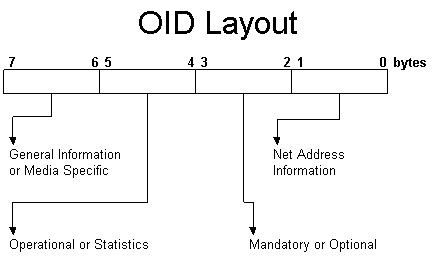 OID Layout
7 6 5 4 3 2 1 0 bytes
General Information
or Media Specific
Net Address
Information
Operational or Statistics
Mandatory or Optional